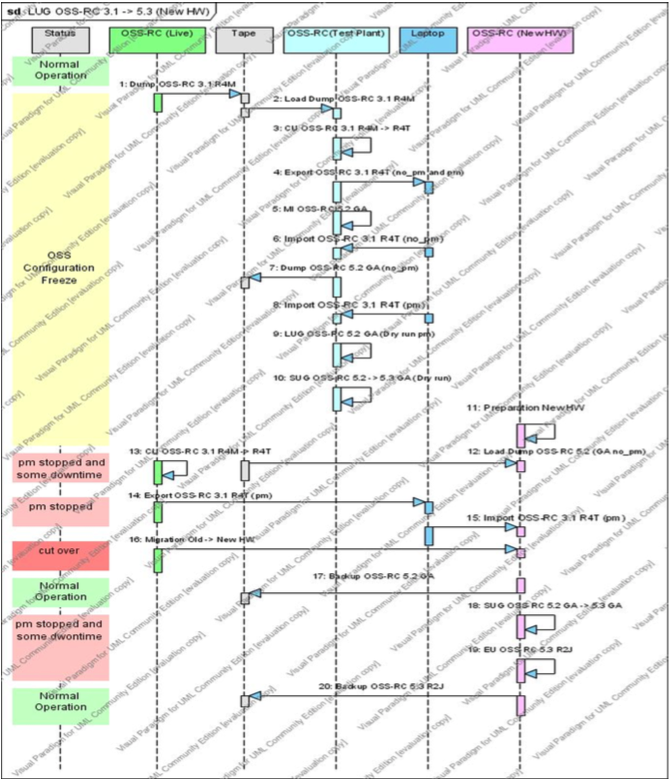 sd LUG OSS-RC 3.1 -> 5.3 (New HW)
Status
OSS-RC (Live)
Tape
OSS-RC(Test Plant)
Laptop
OSS-RC (NewHW)
Normal
Operation
1: Dump OSS-RC 3.1 R4M
2: Load Dump OSS-RC 3.1 R4M
3: CU OSS-RC 3.1 R4M -> R4T
4: Export OSS-RC 3.1 R4T (no_pm and pm)
5: MI OSS-RC5.2 GA
6: Import OSS-RC 3.1 R4T (no_pm)
OSS
Configuration
Freeze
7: Dump OSS-RC 5.2 GA (no_pm)
8: Import OSS-RC 3.1 R4T (pm)
9: LUG OSS-RC 5.2 GA (Dry run pm)
10: SUG OSS-RC 5.2 -> 5.3 GA (Dry run)
11: Preparation NewHW
13: CU OSS-RC 3.1 R4M -> R4T
12: Load Dump OSS-RC 5.2 (GA no_pm)
pm stopped and
some downtime
14: Export OSS-RC 3.1 R4T (pm)
pm stopped
15: Import OSS-RC 3.1 R4T (pm )
16: Migration Old -> New HW
cut over
17: Backup OSS-RC 5.2 GA
Normal
Operation
18: SUG OSS-RC 5.2 GA -> 5.3 GA
pm stopped and
some dwontime
19: EU OSS-RC 5.3 R2J
20: Backup OSS-RC 5.3 R2J
Normal
Operation
Visual Paradigm for UML Community Edition [evaluation copy]